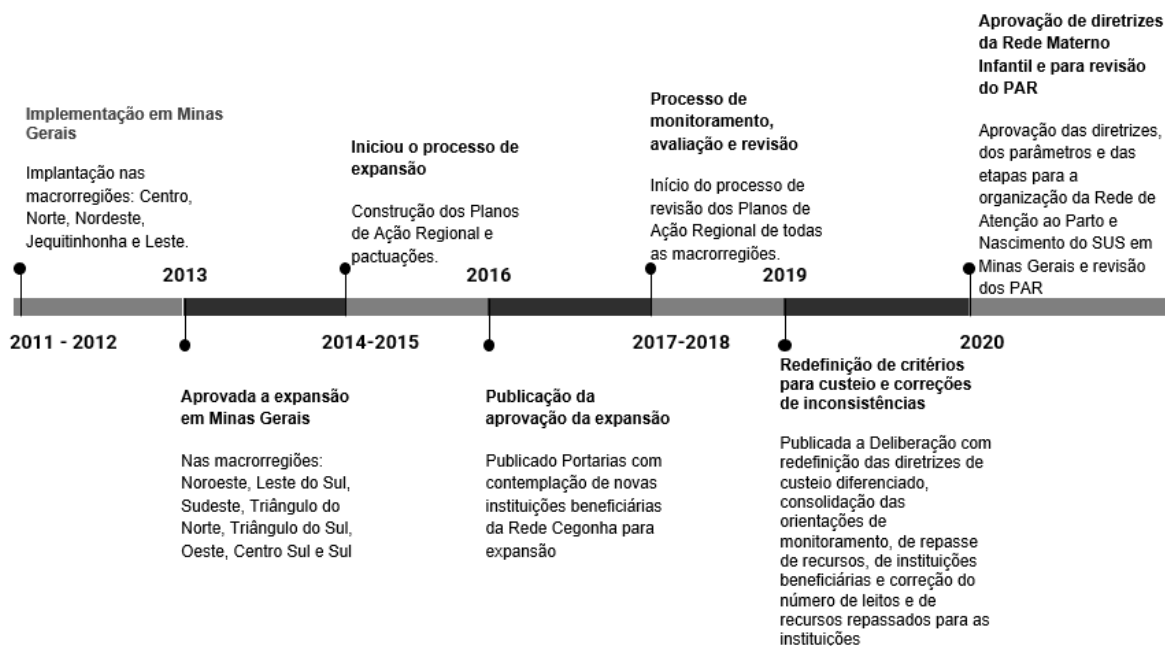 Implementação em Minas
Gerais
Implantação nas
macrorregiões: Centro,
Norte, Nordeste,
Jequitinhonha e Leste.
2011 - 2012
2013
Aprovada a expansão
em Minas Gerais
Nas macrorregiões:
Noroeste, Leste do Sul,
Sudeste, Triângulo do
Norte, Triângulo do Sul,
Oeste, Centro Sul e Sul
Iniciou o processo de
expansão
Construção dos Planos
de Ação Regional e
pactuações.
2014-2015
2016
Publicação da
aprovação da expansão
Publicado Portarias com
contemplação de novas
instituições beneficiárias
da Rede Cegonha para
expansão
Processo de
monitoramento,
avaliação e revisão
Início do processo de
revisão dos Planos de
Ação Regional de todas
as macrorregiões.
2017-2018
2019
Redefinição de critérios
para custeio e correções
de inconsistências
Publicada a Deliberação com
redefinição das diretrizes de
custeio diferenciado,
consolidação das
orientações de
monitoramento, de repasse
de recursos, de instituições
beneficiárias e correção do
número de leitos e de
recursos repassados para as
instituições
Aprovação de diretrizes
da Rede Materno
Infantil e para revisão
do PAR
Aprovação das diretrizes,
dos parâmetros e das
etapas para a
organização da Rede de
Atenção ao Parto e
Nascimento do SUS em
Minas Gerais e revisão
dos PAR
2020